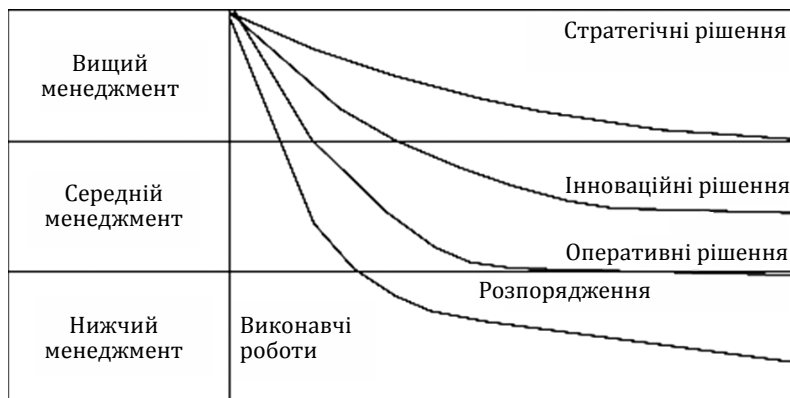 Стратегічні рішення
Вищий
менеджмент
Середній
менеджмент
Інноваційні рішення
Оперативні рішення
Розпорядження
Нижчий
менеджмент
Виконавчі
роботи